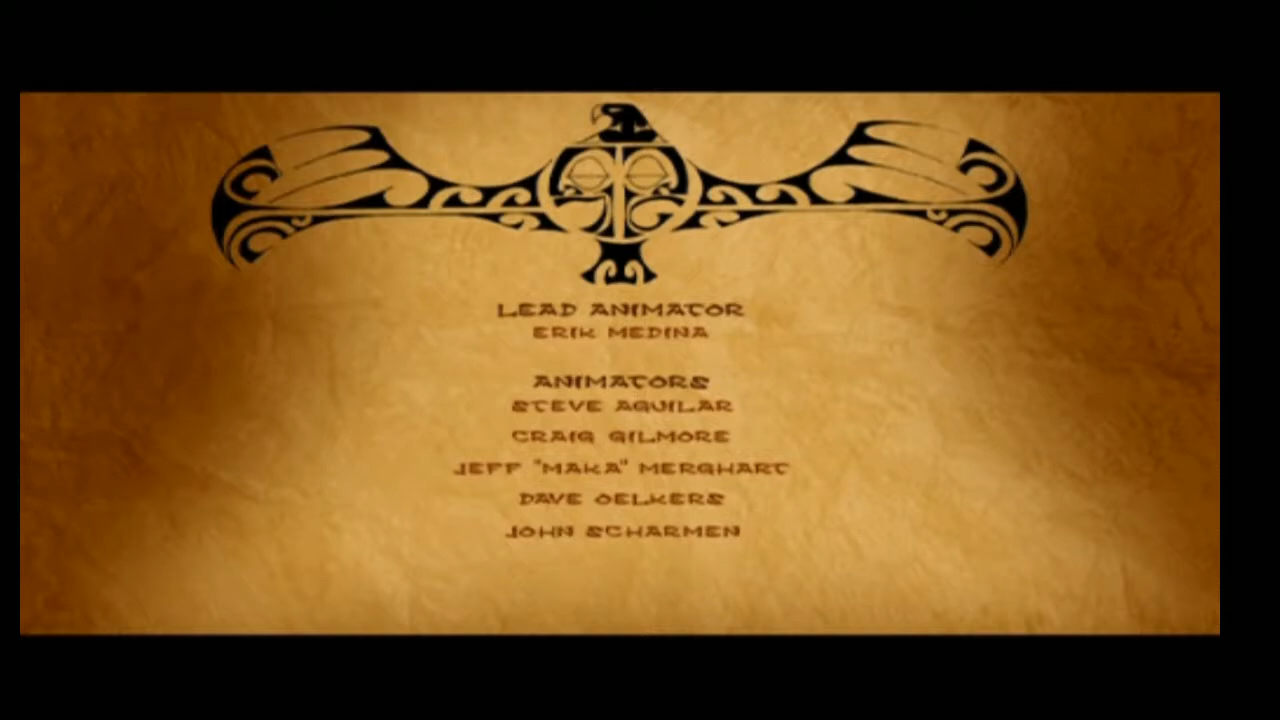 LEAD ANIMATOR
ERIK MEDINA
ANIMATORS
STEVE AGUILAR
CRAIG GILMORE
JEFF "MAKA" MERGHART
DAVE OELKERS
JOHN SCHARMEN